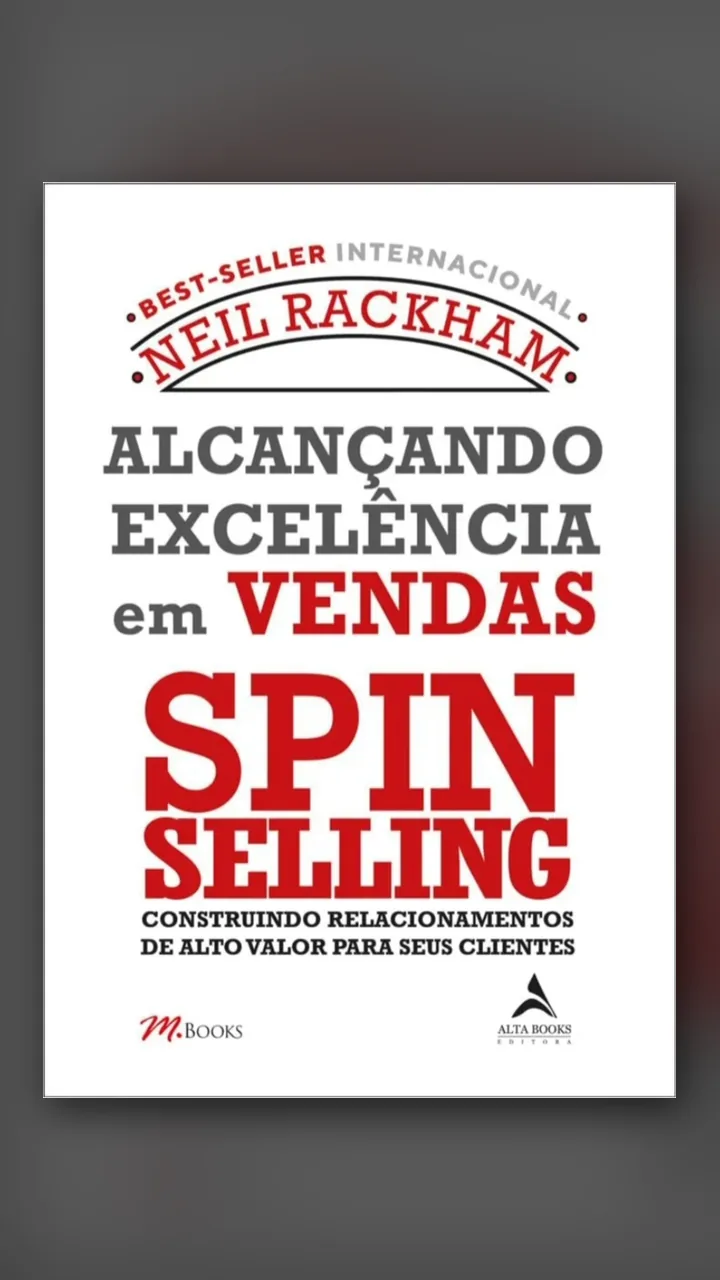 BEST-SELLER INTERNACIONAL
NEIL RACKHAM
ALCANÇANDO
EXCELÊNCIA
em VENDAS
SPIN
SELLING
CONSTRUINDO RELACIONAMENTOS
DE ALTO VALOR PARA SEUS CLIENTES
M.BOOKS
ALTA BOOKS
EDITORA